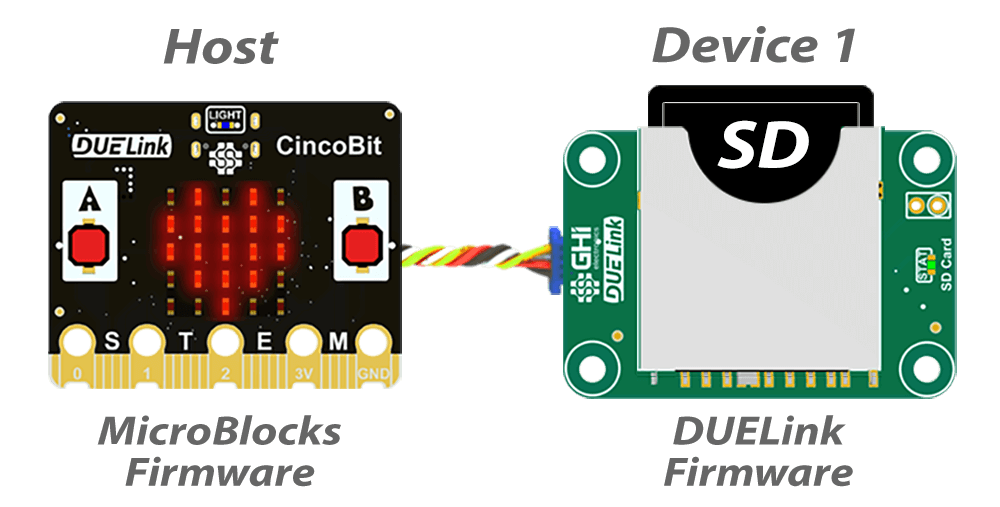 Host
Device 1
LIGHT
DUELink
CincoBit
A
B
S T E M
0 1 2 3V GND
SD
GHI
electronics
DUELink
STAT
SD Card
MicroBlocks
Firmware
DUELink
Firmware